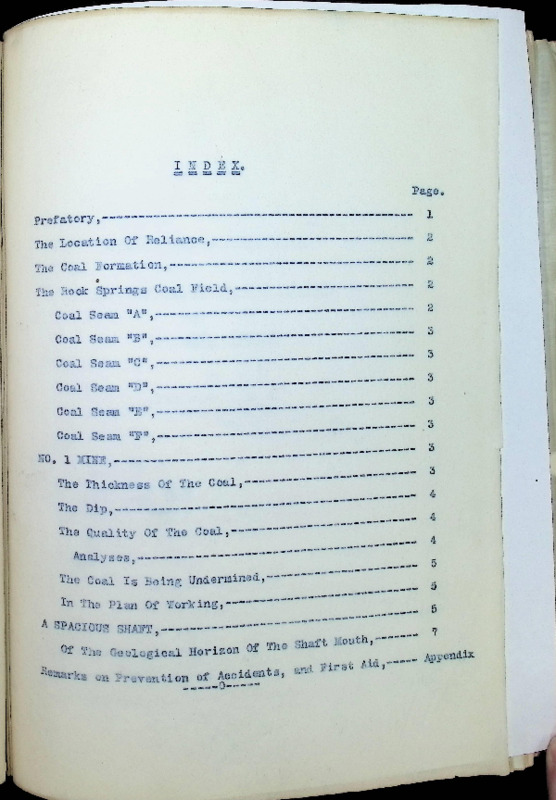 INDEX.
Page.
Prefatory,----- 1
The Location Of Reliance,----- 2
The Coal Formation,----- 2
The Rock Springs Coal Field,----- 2
Coal Seam "A",----- 2
Coal Seam "B",----- 3
Coal Seam "C",----- 3
Coal Seam "D",----- 3
Coal Seam "E",----- 3
Coal Seam "F",----- 3
NO. 1 MINE,----- 3
The Thickness Of The Coal,----- 3
The Dip,----- 4
The Quality Of The Coal,----- 4
Analyses,----- 4
The Coal Is Being Undermined,----- 5
In The Plan Of Working,----- 5
A SPACIOUS SHAFT,----- 6
Of The Geological Horizon Of The Shaft Mouth,----- 7
Remarks on Prevention of Accidents, and First Aid,----- Appendix
-----0-----